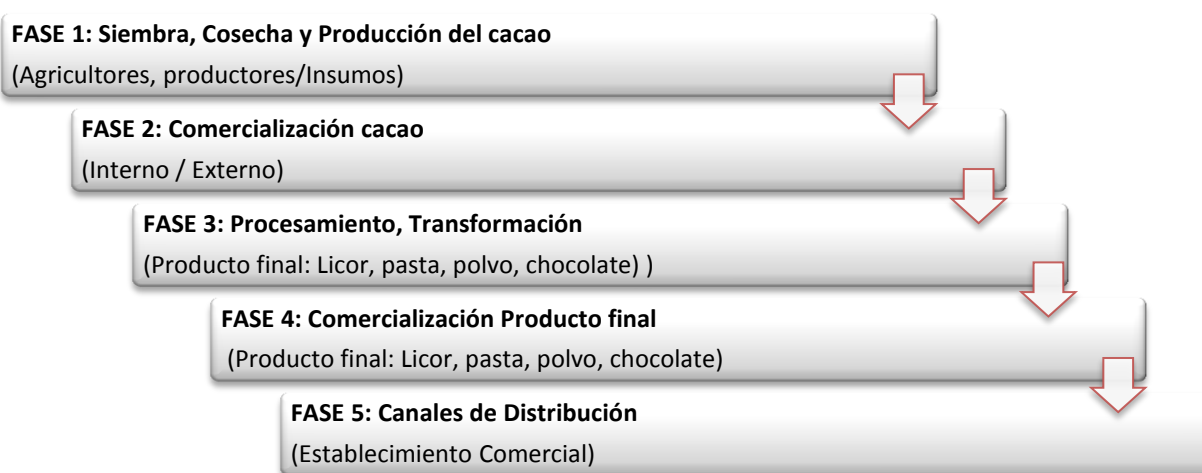 FASE 1: Siembra, Cosecha y Producción del cacao
(Agricultores, productores/Insumos)
FASE 2: Comercialización cacao
(Interno / Externo)
FASE 3: Procesamiento, Transformación
(Producto final: Licor, pasta, polvo, chocolate) )
FASE 4: Comercialización Producto final
(Producto final: Licor, pasta, polvo, chocolate)
FASE 5: Canales de Distribución
(Establecimiento Comercial)